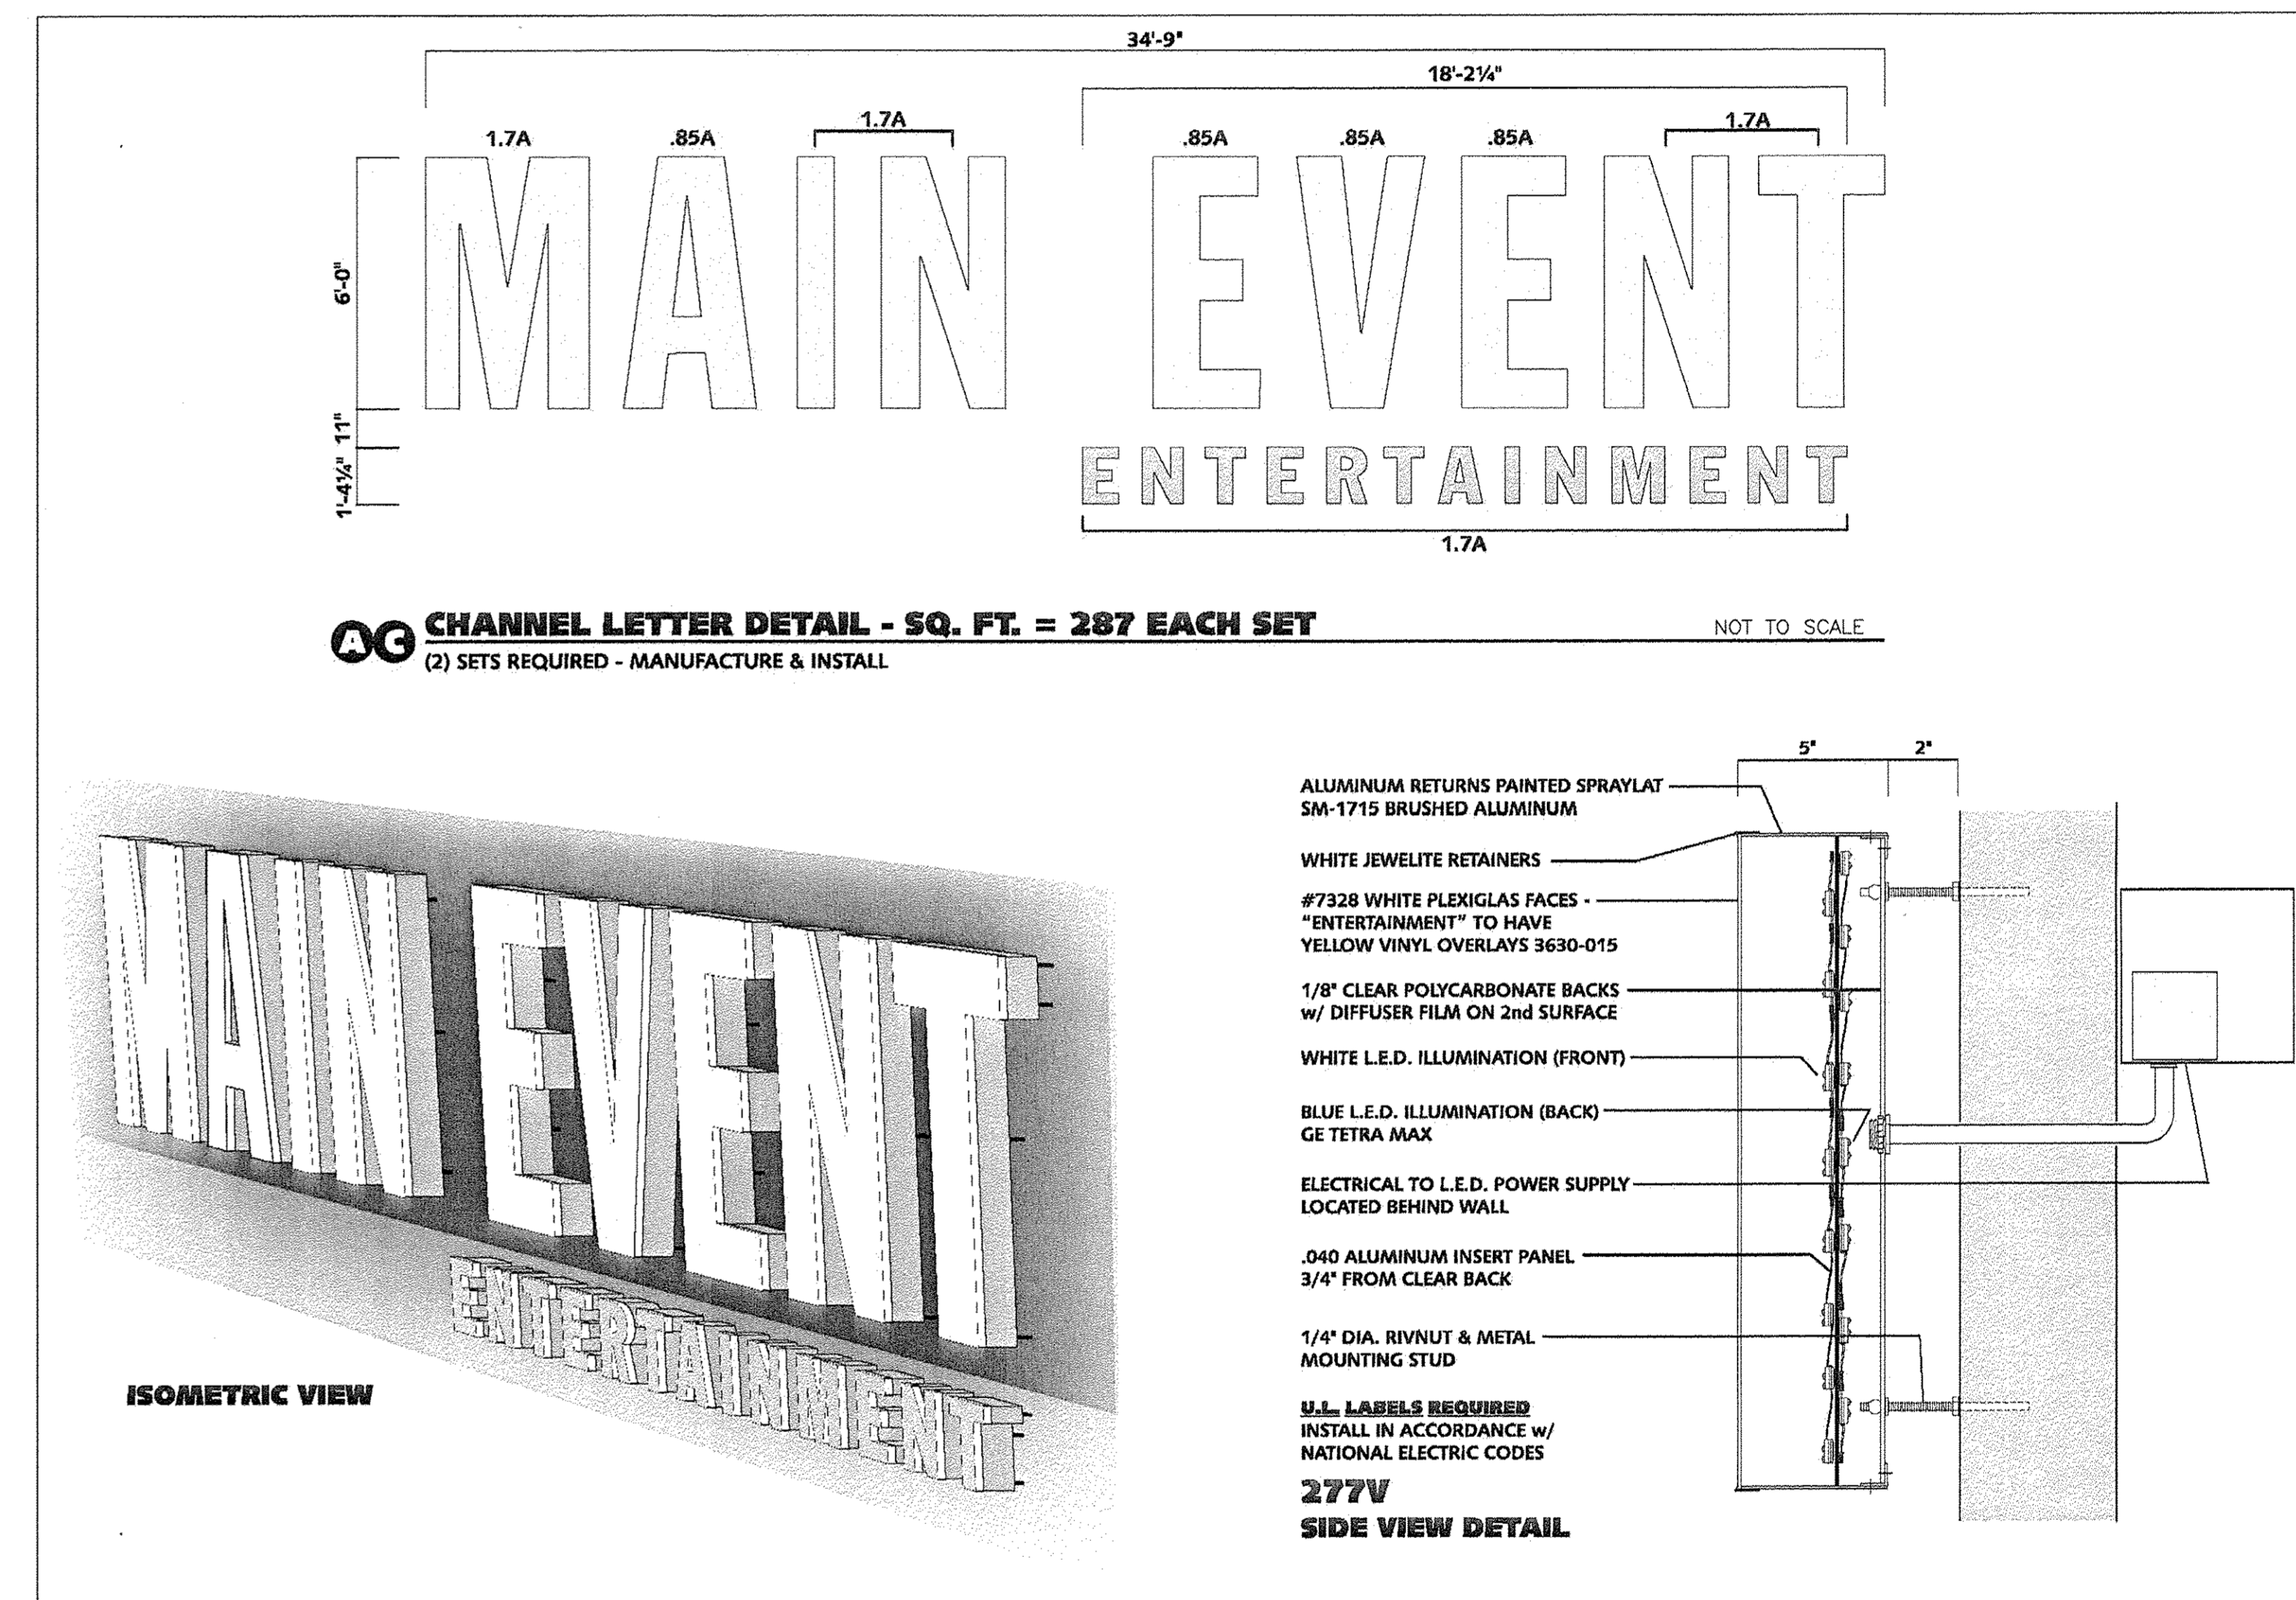 34'-9"
18'-2¼"
1.7A .85A 1.7A .85A .85A .85A 1.7A
6'-0"
11"
1'-4¼"
MAIN EVENT
ENTERTAINMENT
1.7A
AC CHANNEL LETTER DETAIL - SQ. FT. = 287 EACH SET
NOT TO SCALE
(2) SETS REQUIRED - MANUFACTURE & INSTALL
MAIN EVENT
ENTERTAINMENT
ISOMETRIC VIEW
5" 2"
ALUMINUM RETURNS PAINTED SPRAYLAT
SM-1715 BRUSHED ALUMINUM
WHITE JEWELITE RETAINERS
#7328 WHITE PLEXIGLAS FACES -
"ENTERTAINMENT" TO HAVE
YELLOW VINYL OVERLAYS 3630-015
1/8" CLEAR POLYCARBONATE BACKS
w/ DIFFUSER FILM ON 2nd SURFACE
WHITE L.E.D. ILLUMINATION (FRONT)
BLUE L.E.D. ILLUMINATION (BACK)
GE TETRA MAX
ELECTRICAL TO L.E.D. POWER SUPPLY
LOCATED BEHIND WALL
.040 ALUMINUM INSERT PANEL
3/4" FROM CLEAR BACK
1/4" DIA. RIVNUT & METAL
MOUNTING STUD
U.L. LABELS REQUIRED
INSTALL IN ACCORDANCE w/
NATIONAL ELECTRIC CODES
277V
SIDE VIEW DETAIL